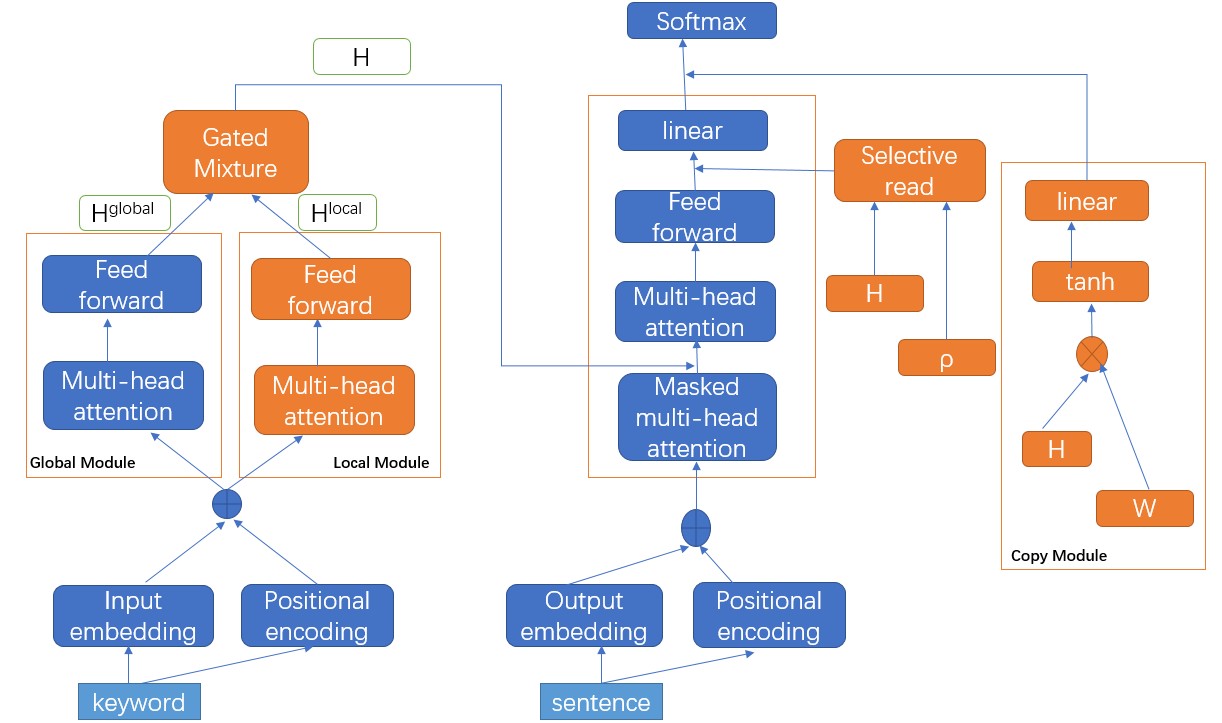 Softmax
H
Gated
Mixture
H^global
H^local
Feed
forward
Feed
forward
Multi-head
attention
Multi-head
attention
Global Module
Local Module
Input
embedding
Positional
encoding
keyword
linear
Feed
forward
Multi-head
attention
Masked
multi-head
attention
Output
embedding
Positional
encoding
sentence
Selective
read
H
ρ
linear
tanh
H
W
Copy Module